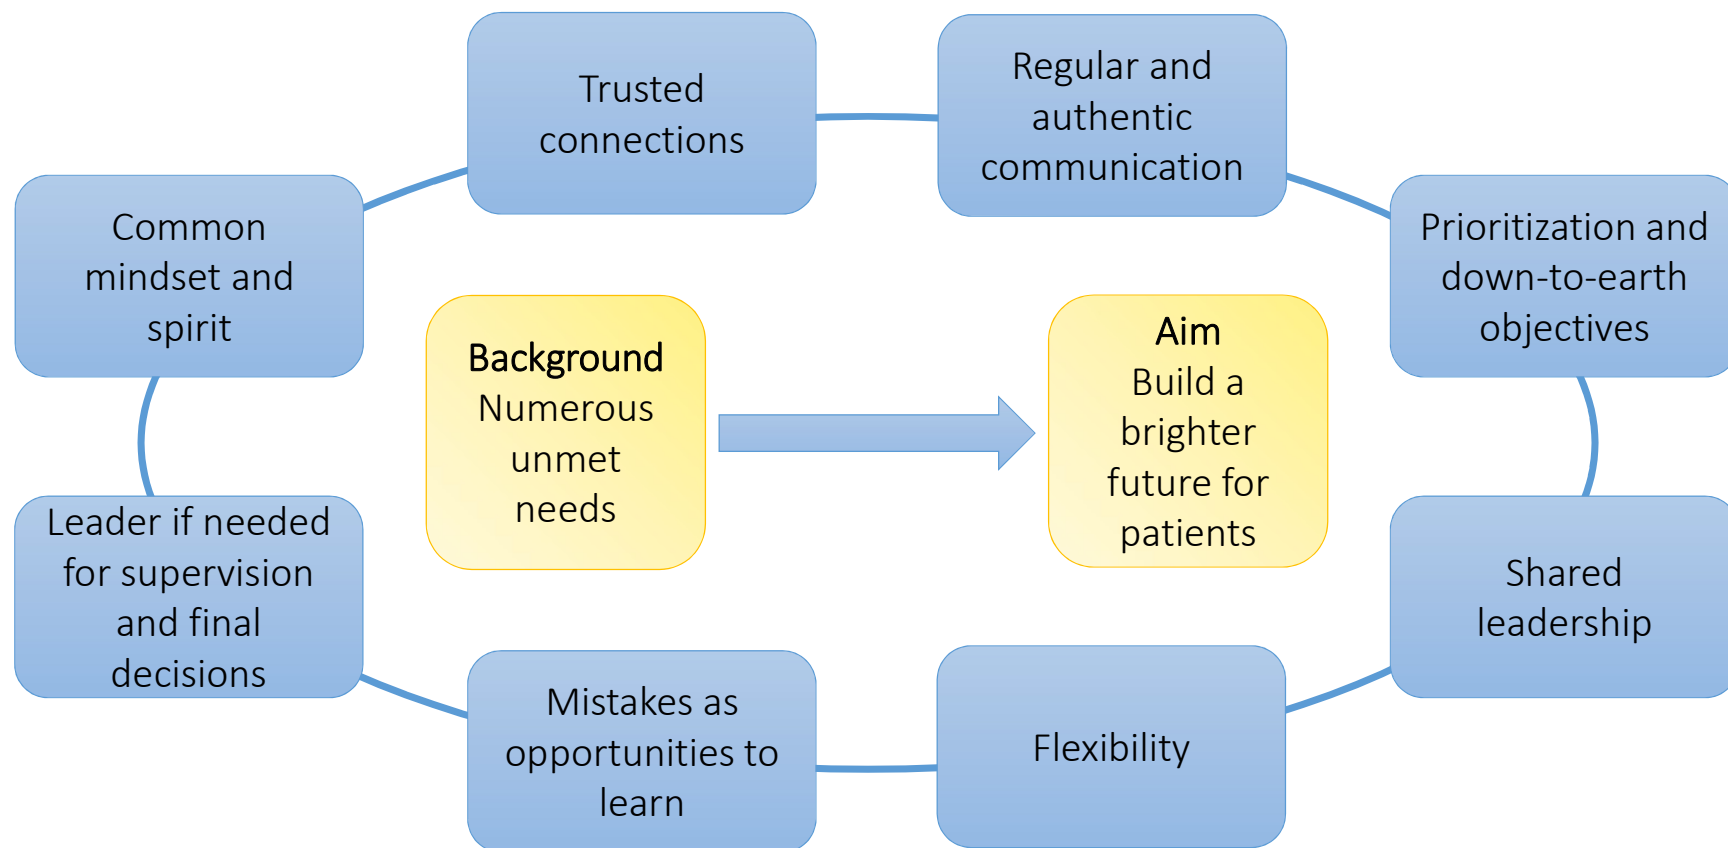 Trusted
connections
Regular and
authentic
communication
Common
mindset and
spirit
Prioritization and
down-to-earth
objectives
Background
Numerous
unmet
needs
Aim
Build a
brighter
future for
patients
Leader if needed
for supervision
and final
decisions
Shared
leadership
Mistakes as
opportunities to
learn
Flexibility